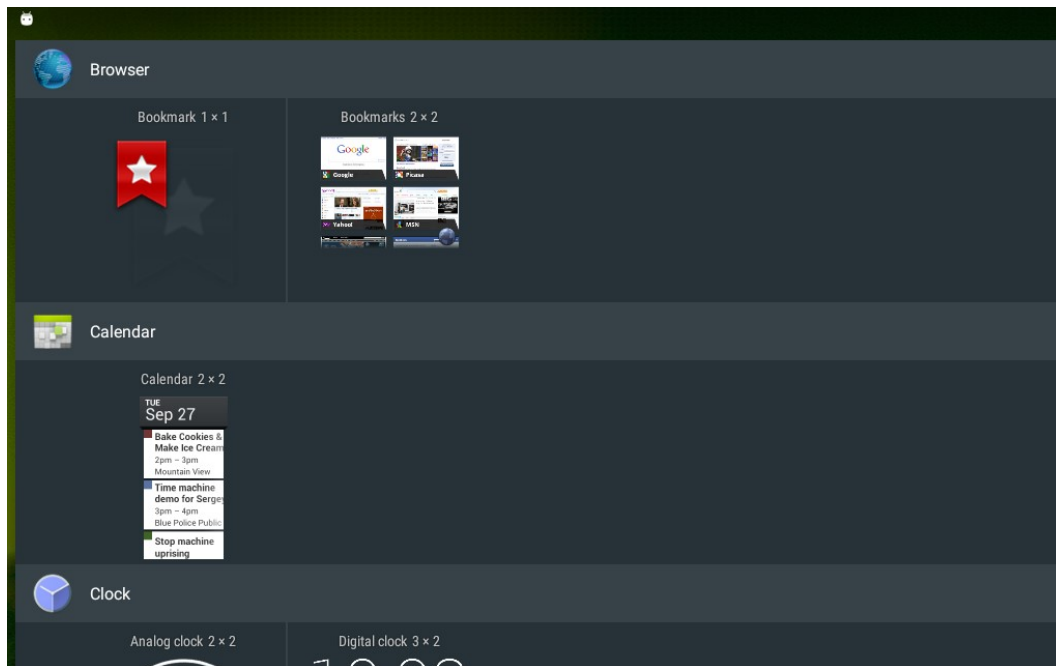 Browser
Bookmark 1 × 1
Bookmarks 2 × 2
Google
Google
Picasa
Yahoo!
MSN
Calendar
Calendar 2 × 2
TUE
Sep 27
Bake Cookies &
Make Ice Cream
2pm – 3pm
Mountain View
Time machine
demo for Sergey
3pm – 4pm
Blue Police Public
Stop machine
uprising
Clock
Analog clock 2 × 2
Digital clock 3 × 2